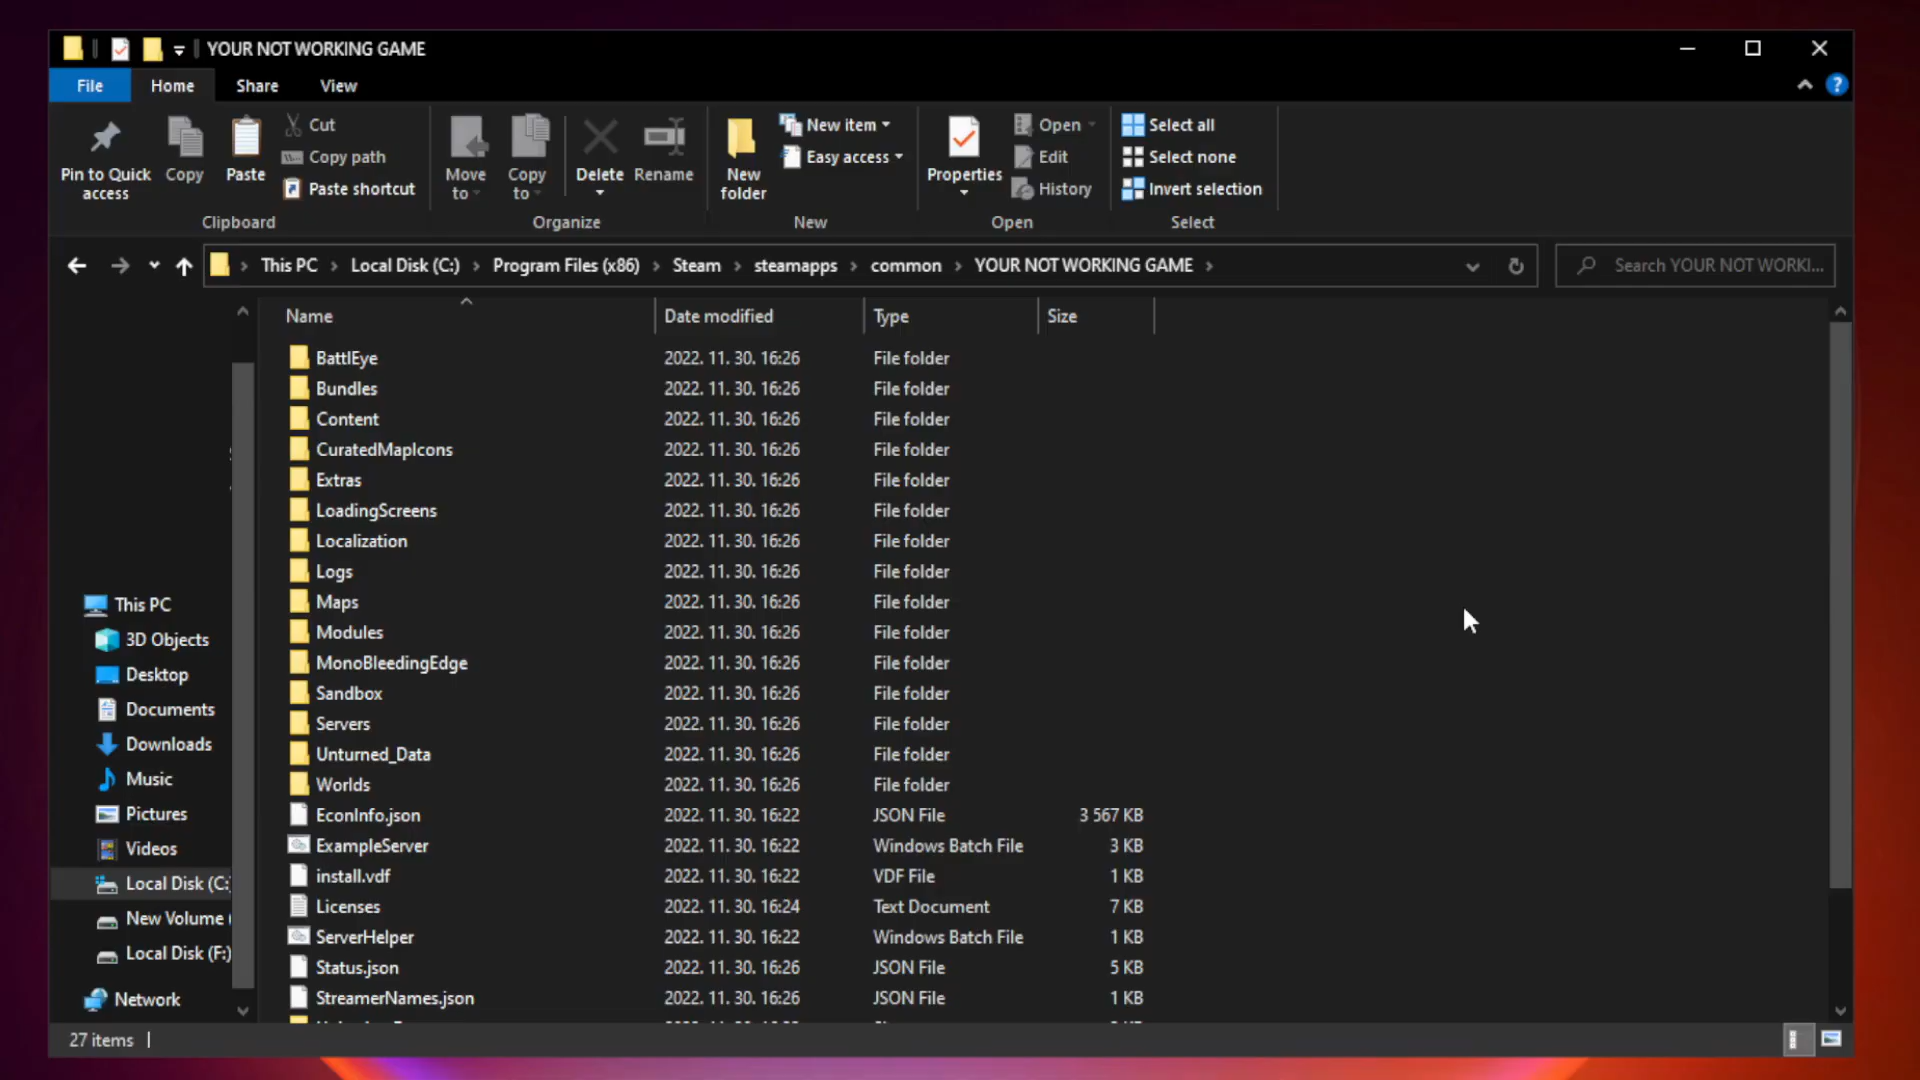 YOUR NOT WORKING GAME
File Home Share View
Pin to Quick access
Copy
Paste
Cut
Copy path
Paste shortcut
Clipboard
Move to
Copy to
Delete
Rename
Organize
New folder
New item
Easy access
New
Properties
Open
Edit
History
Open
Select all
Select none
Invert selection
Select
This PC > Local Disk (C:) > Program Files (x86) > Steam > steamapps > common > YOUR NOT WORKING GAME >
Search YOUR NOT WORKI...
This PC
3D Objects
Desktop
Documents
Downloads
Music
Pictures
Videos
Local Disk (C:
New Volume (
Local Disk (F:)
Network
Name Date modified Type Size
BattlEye 2022. 11. 30. 16:26 File folder
Bundles 2022. 11. 30. 16:26 File folder
Content 2022. 11. 30. 16:26 File folder
CuratedMapIcons 2022. 11. 30. 16:26 File folder
Extras 2022. 11. 30. 16:26 File folder
LoadingScreens 2022. 11. 30. 16:26 File folder
Localization 2022. 11. 30. 16:26 File folder
Logs 2022. 11. 30. 16:26 File folder
Maps 2022. 11. 30. 16:26 File folder
Modules 2022. 11. 30. 16:26 File folder
MonoBleedingEdge 2022. 11. 30. 16:26 File folder
Sandbox 2022. 11. 30. 16:26 File folder
Servers 2022. 11. 30. 16:26 File folder
Unturned_Data 2022. 11. 30. 16:26 File folder
Worlds 2022. 11. 30. 16:26 File folder
EconInfo.json 2022. 11. 30. 16:22 JSON File 3 567 KB
ExampleServer 2022. 11. 30. 16:22 Windows Batch File 3 KB
install.vdf 2022. 11. 30. 16:22 VDF File 1 KB
Licenses 2022. 11. 30. 16:24 Text Document 7 KB
ServerHelper 2022. 11. 30. 16:22 Windows Batch File 1 KB
Status.json 2022. 11. 30. 16:26 JSON File 5 KB
StreamerNames.json 2022. 11. 30. 16:26 JSON File 1 KB
27 items